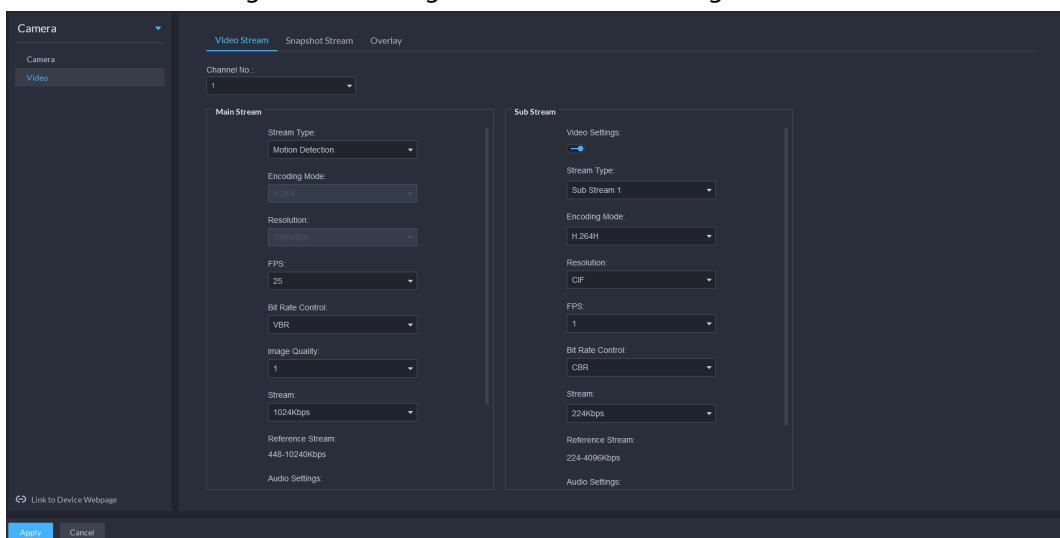 Camera
Camera
Video
Link to Device Webpage
Apply Cancel
Video Stream Snapshot Stream Overlay
Channel No.:
1
Main Stream
Stream Type:
Motion Detection
Encoding Mode:
H.264
Resolution:
1280x960
FPS:
25
Bit Rate Control:
VBR
Image Quality:
1
Stream:
1024Kbps
Reference Stream:
448-10240Kbps
Audio Settings:
Sub Stream
Video Settings:
Stream Type:
Sub Stream 1
Encoding Mode:
H.264H
Resolution:
CIF
FPS:
1
Bit Rate Control:
CBR
Stream:
224Kbps
Reference Stream:
224-4096Kbps
Audio Settings: